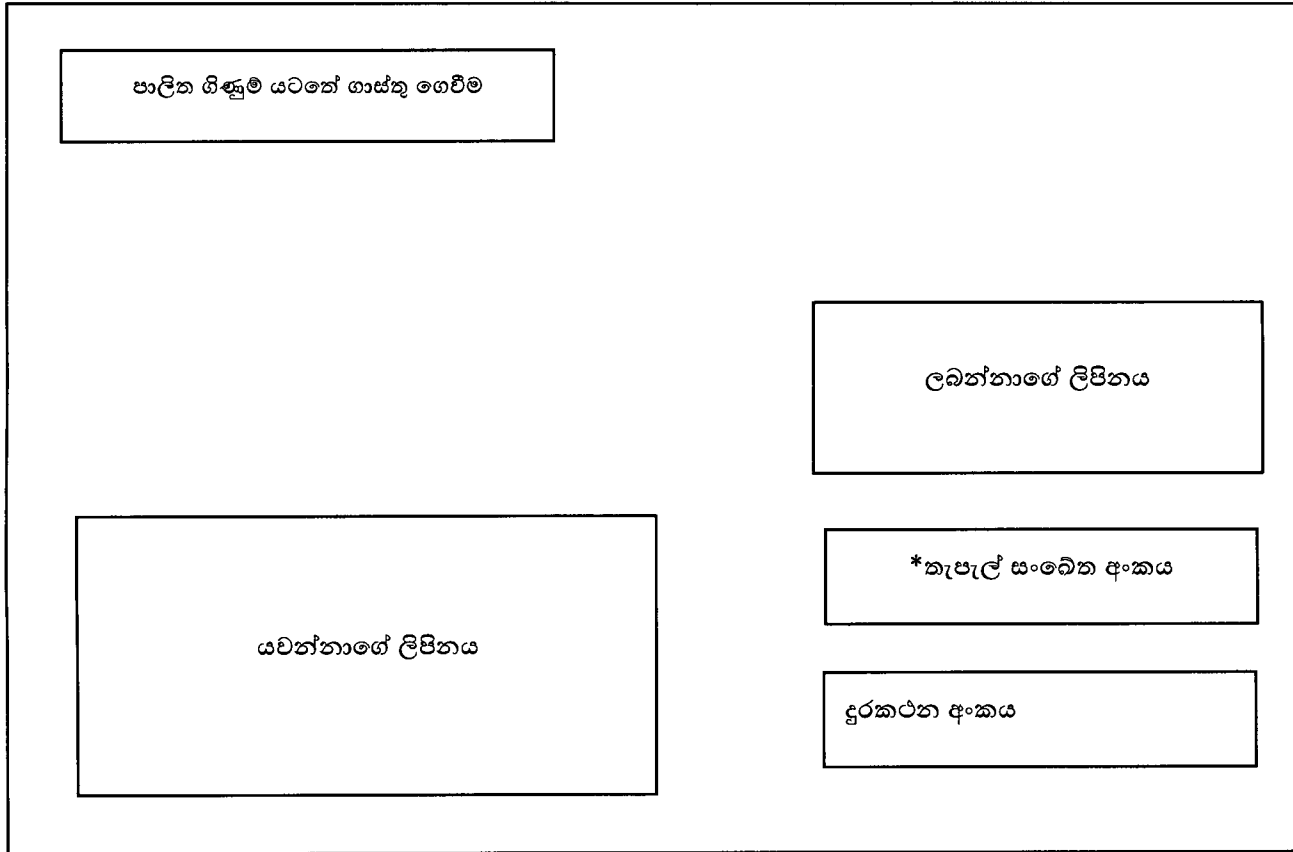 පාලිත ගිණුම් යටතේ ගාස්තු ගෙවීම
ලබන්නාගේ ලිපිනය
*තැපැල් සංඛේත අංකය
යවන්නාගේ ලිපිනය
දුරකථන අංකය